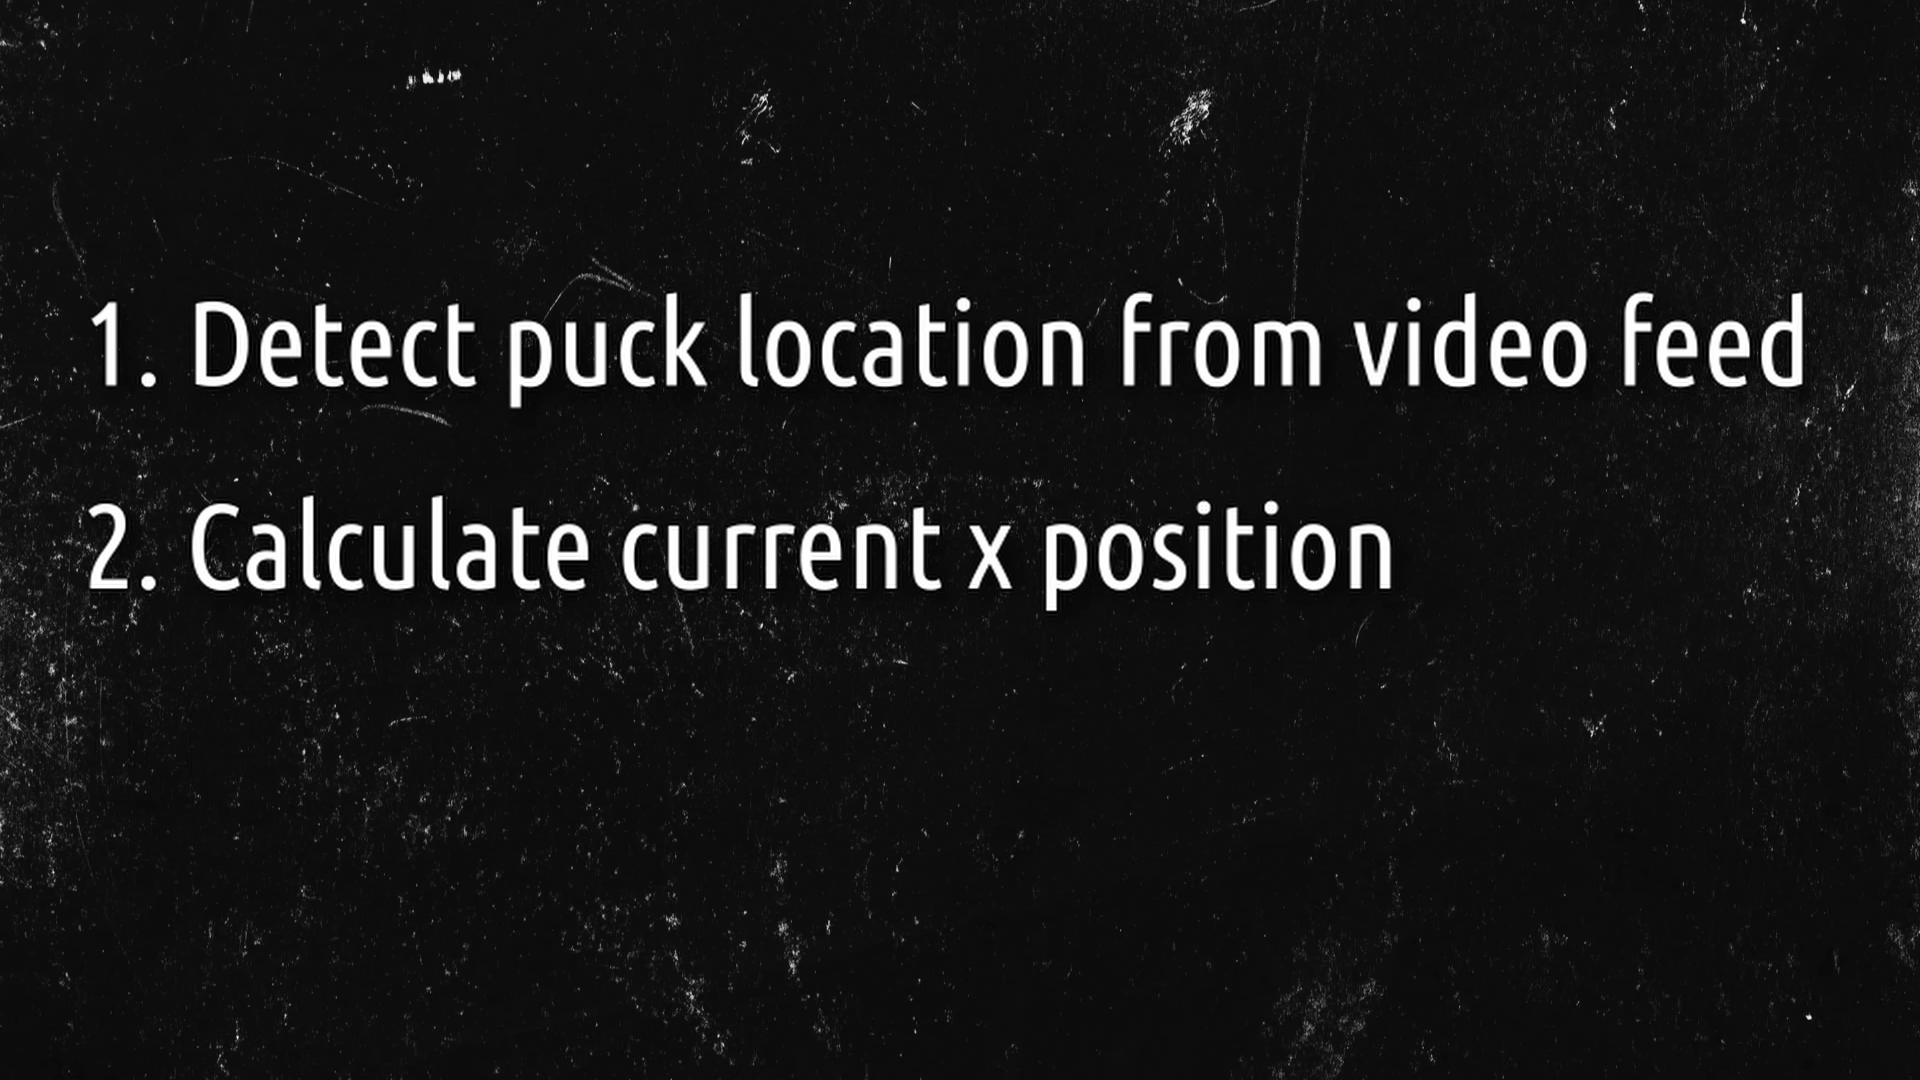 1. Detect puck location from video feed
2. Calculate current x position